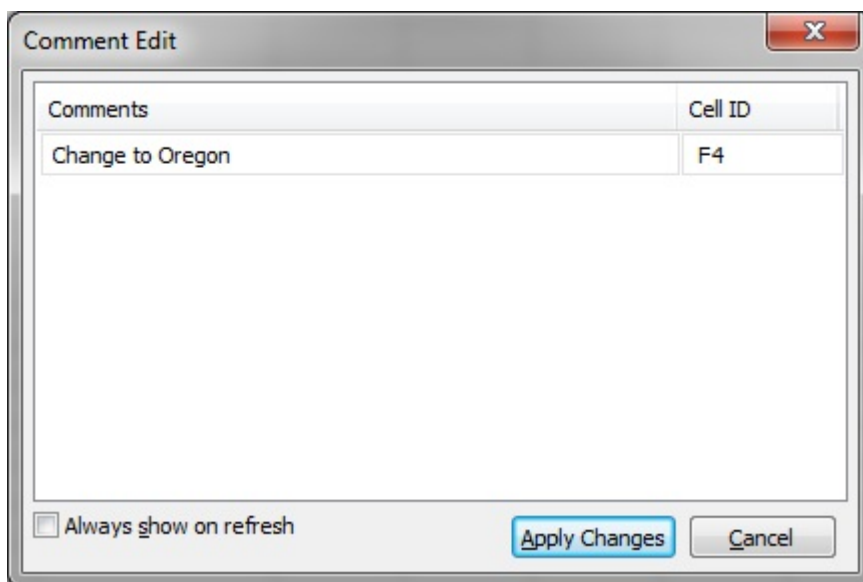 Comment Edit
Comments Cell ID
Change to Oregon F4
Always show on refresh Apply Changes Cancel